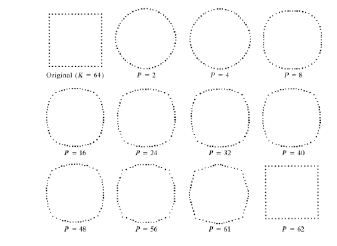 Original (K = 64) P = 2 P = 4 P = 8
P = 16 P = 24 P = 32 P = 40
P = 48 P = 56 P = 61 P = 62